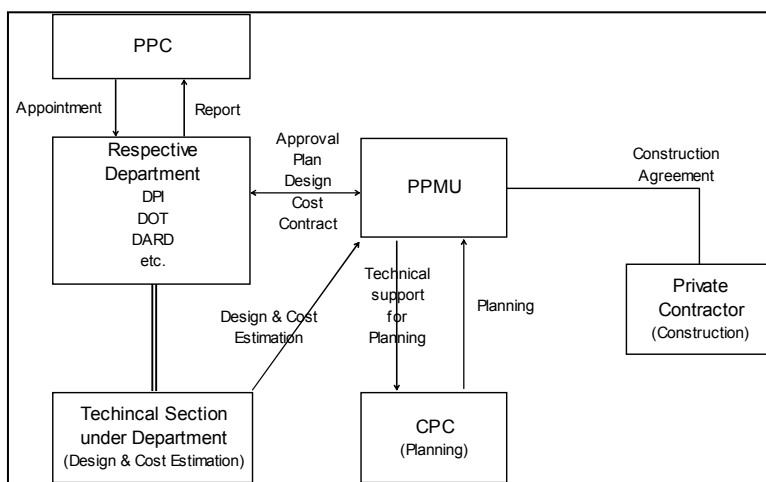 PPC
Appointment
Report
Respective
Department
DPI
DOT
DARD
etc.
Approval
Plan
Design
Cost
Contract
PPMU
Construction
Agreement
Private
Contractor
(Construction)
Design & Cost
Estimation
Technical
support
for
Planning
Planning
Techincal Section
under Department
(Design & Cost Estimation)
CPC
(Planning)